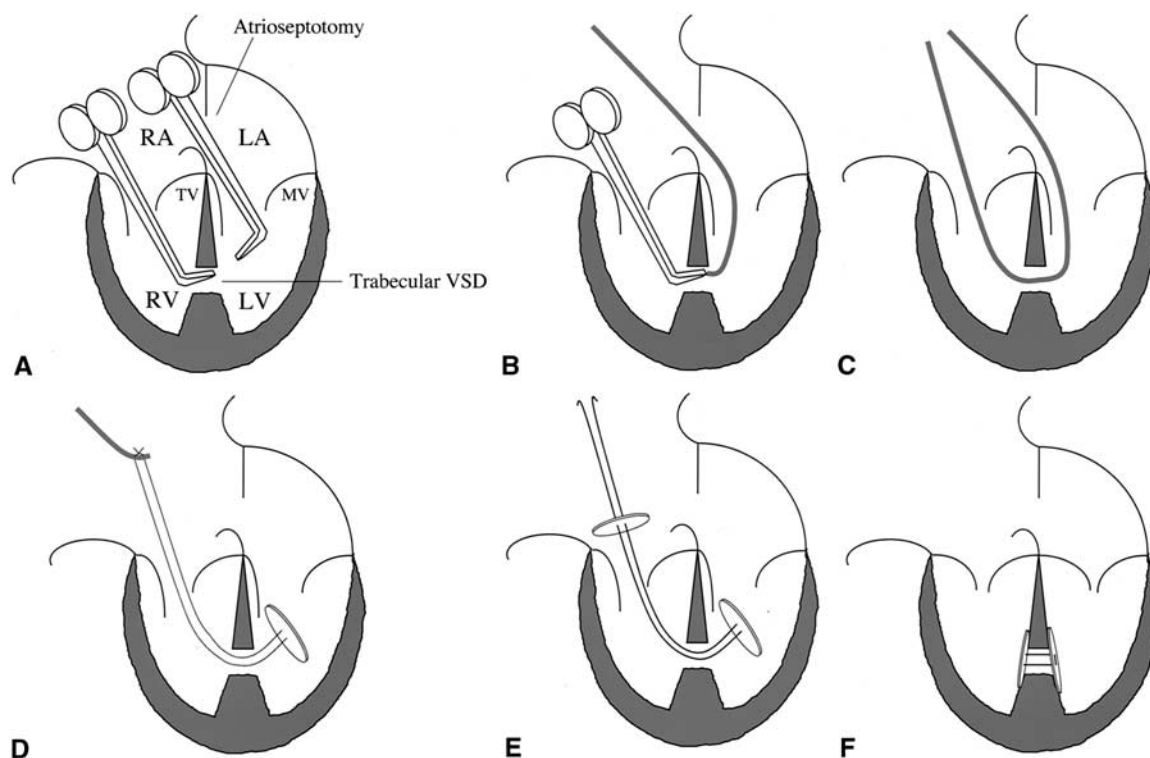 Atrioseptotomy
RA
LA
TV
MV
Trabecular VSD
RV
LV
A
B
C
D
E
F